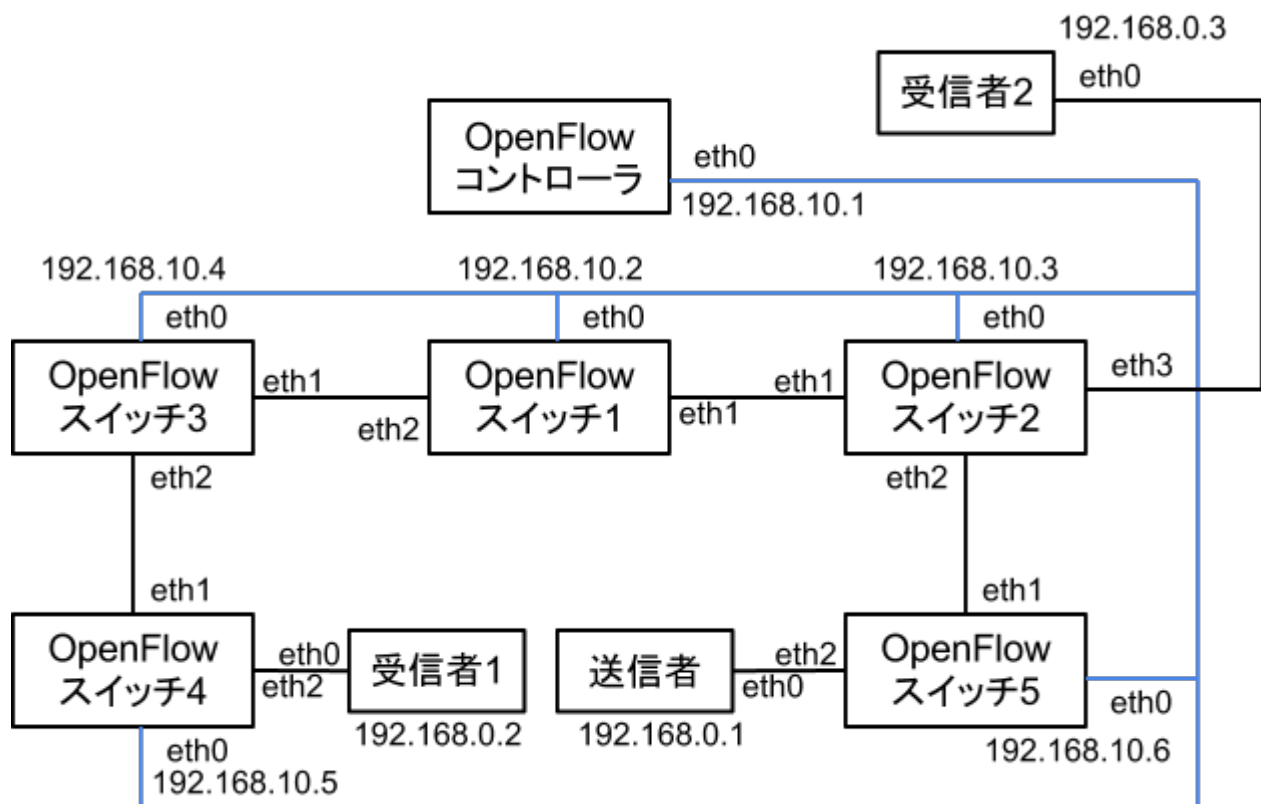 192.168.0.3
受信者2
eth0
OpenFlow
コントローラ
eth0
192.168.10.1
192.168.10.4
192.168.10.2
192.168.10.3
eth0
eth0
eth0
OpenFlow
スイッチ3
eth1
eth2
OpenFlow
スイッチ1
eth1
eth1
OpenFlow
スイッチ2
eth3
eth2
eth2
eth1
eth1
OpenFlow
スイッチ4
eth0
eth2
受信者1
192.168.0.2
送信者
eth2
eth0
192.168.0.1
OpenFlow
スイッチ5
eth0
192.168.10.6
eth0
192.168.10.5